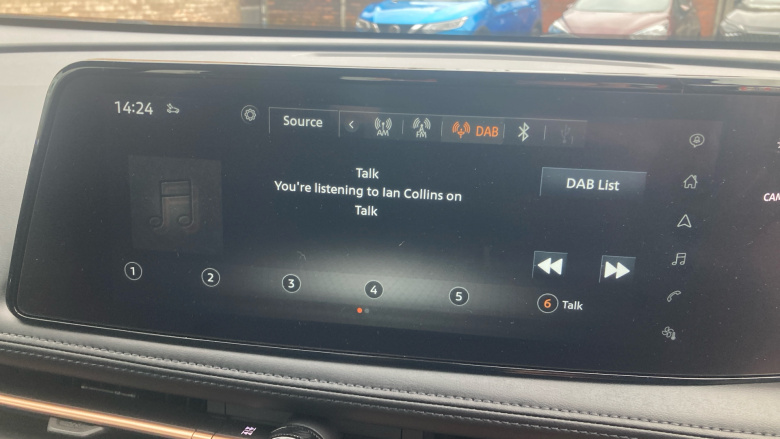 14:24
Source
AM
FM
DAB
Talk
You're listening to Ian Collins on
Talk
DAB List
1
2
3
4
5
6 Talk